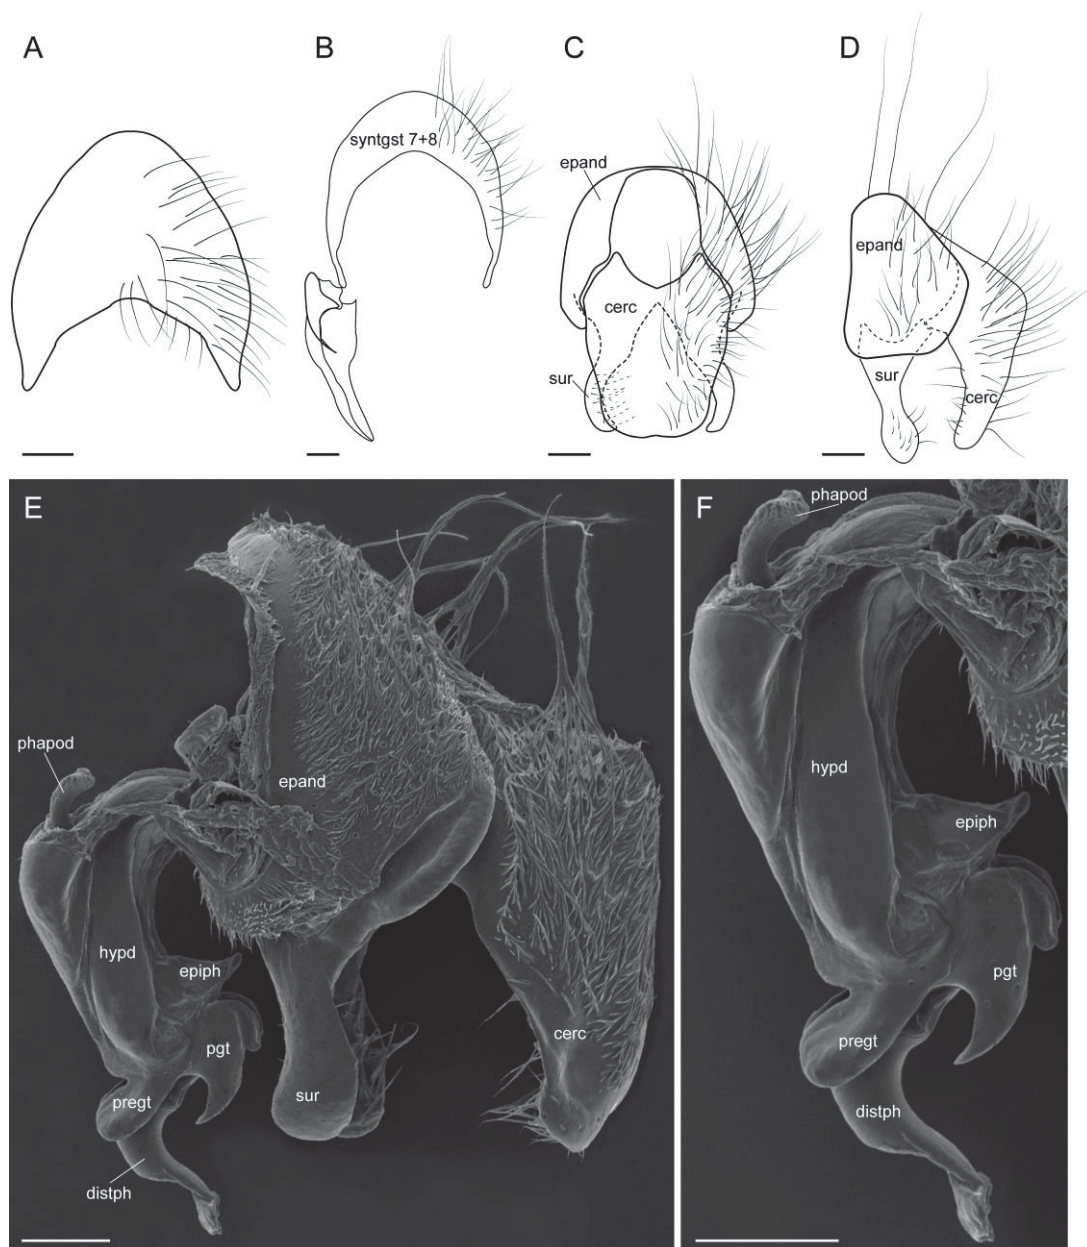 A
B
C
D
syntgst 7+8
epand
cerc
sur
epand
sur
cerc
E
phapod
epand
hypd
epiph
pgt
cerc
sur
pregt
distph
F
phapod
hypd
epiph
pgt
pregt
distph